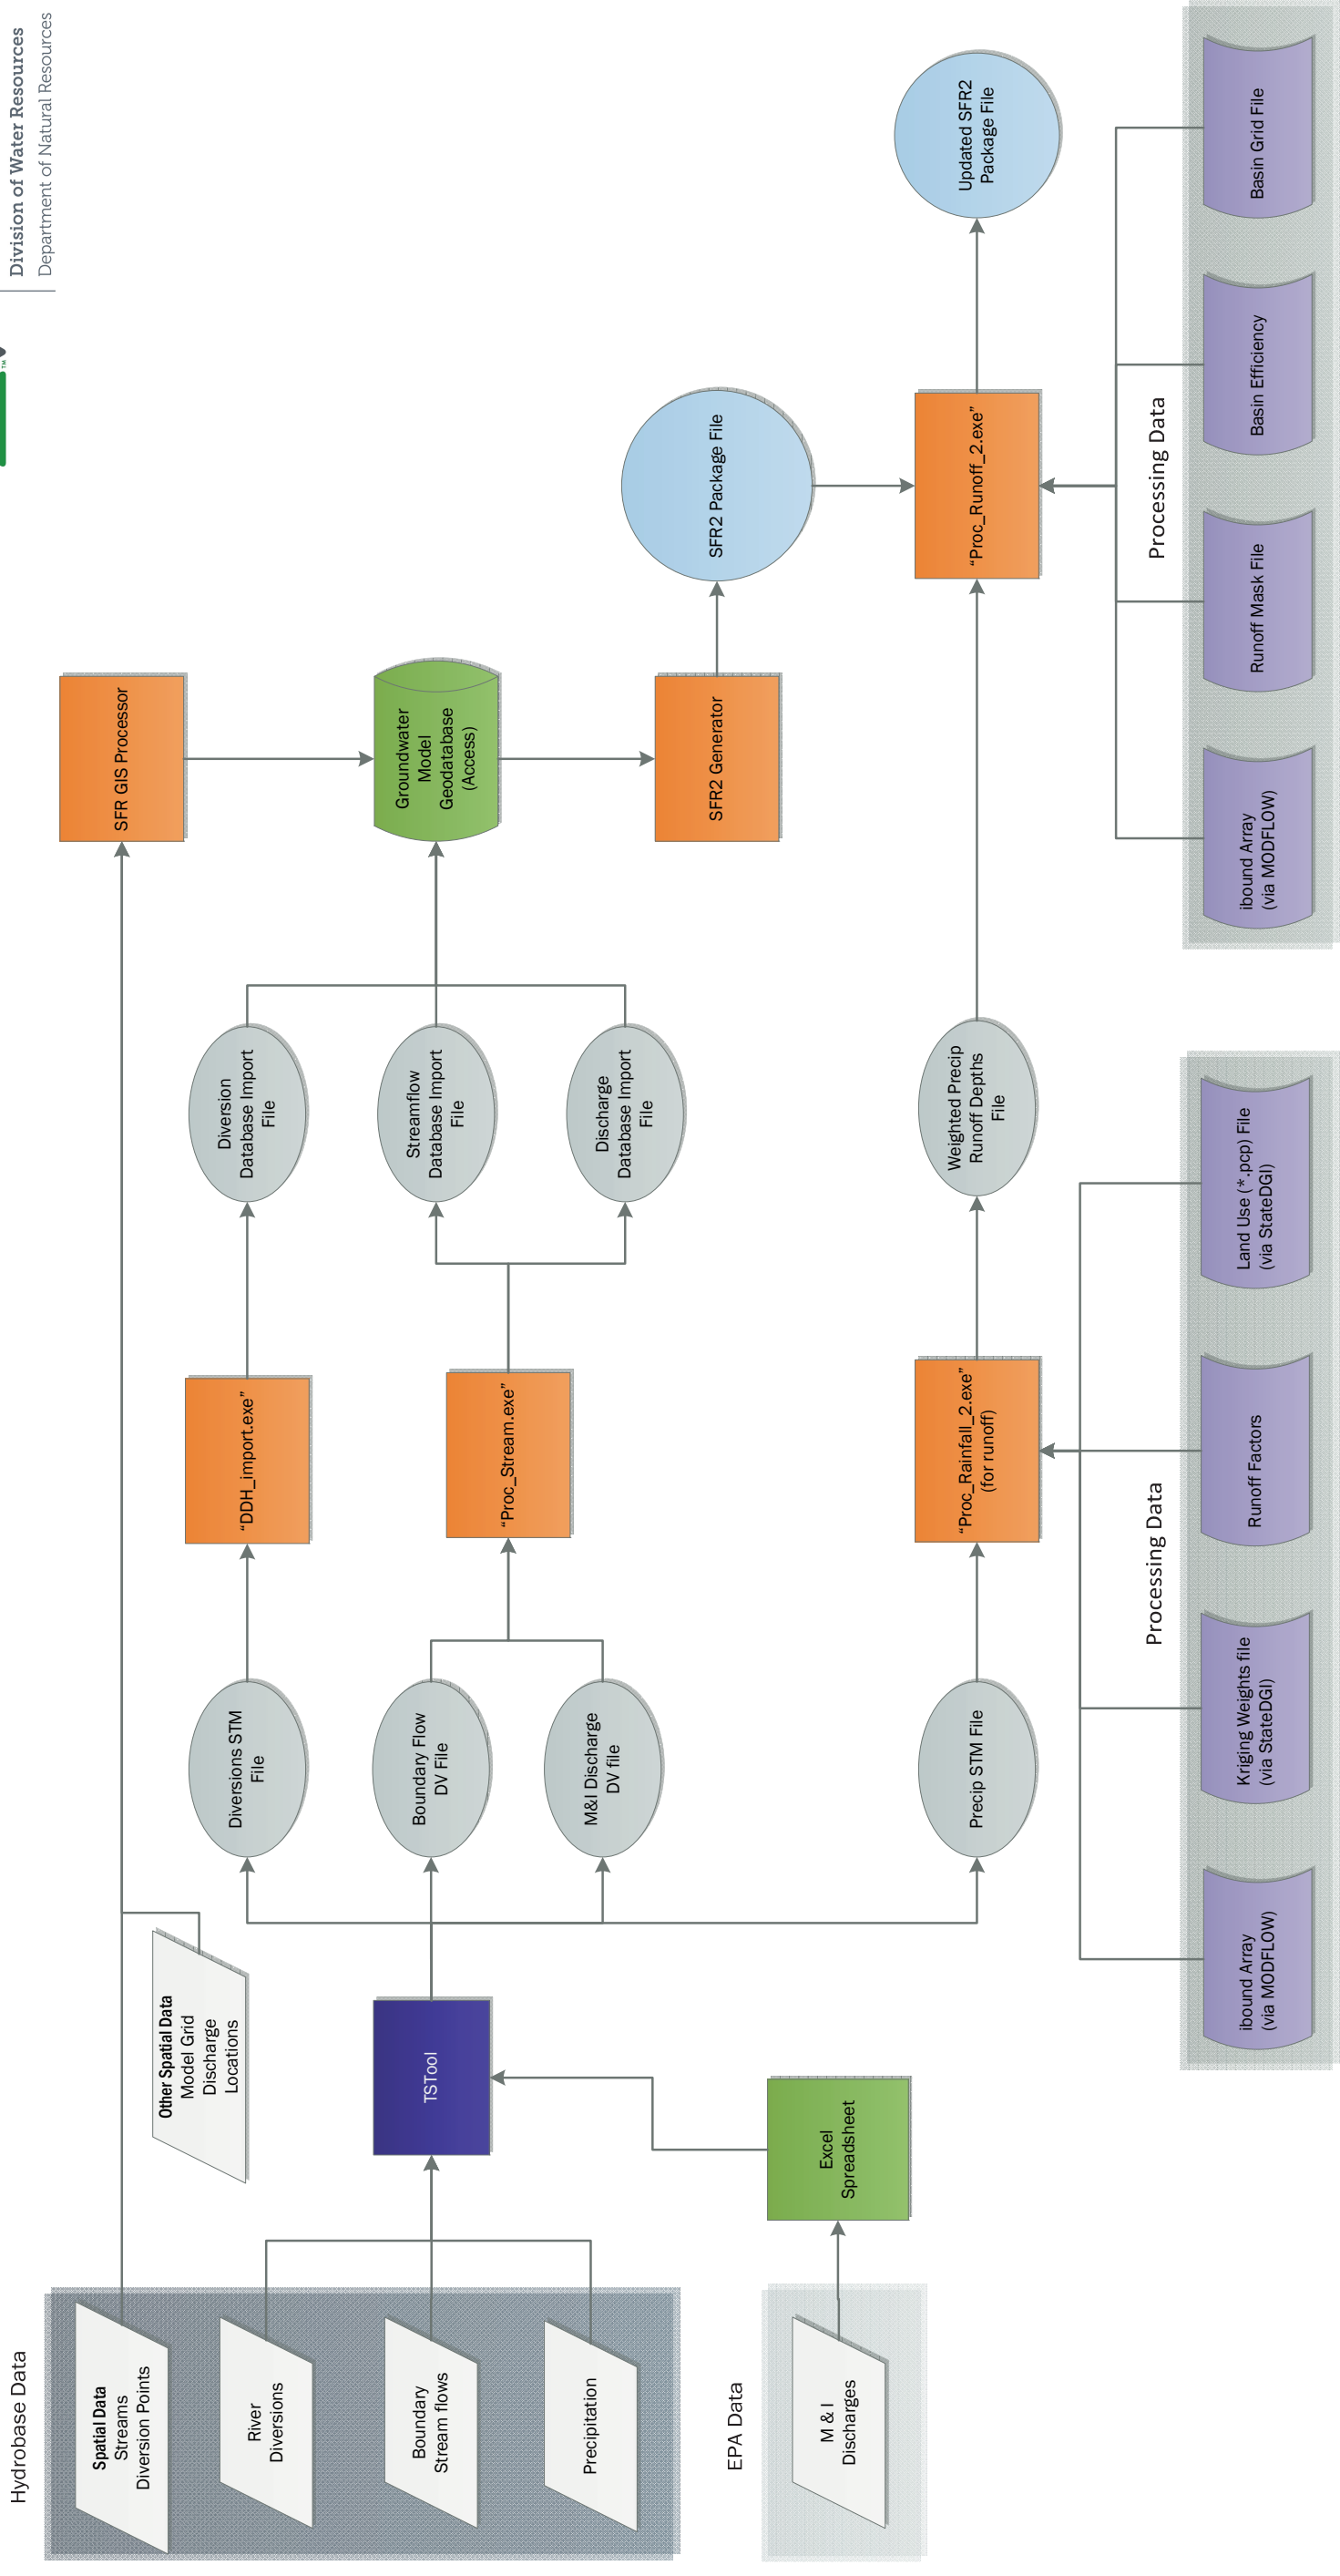 Division of Water Resources
Department of Natural Resources
TM
Hydrobase Data
Spatial Data
Streams
Diversion Points
River
Diversions
Boundary
Stream flows
Precipitation
EPA Data
M & I
Discharges
Other Spatial Data
Model Grid
Discharge
Locations
TSTool
Excel
Spreadsheet
Diversions STM
File
Boundary Flow
DV File
M&I Discharge
DV file
Precip STM File
"DDH_import.exe"
"Proc_Stream.exe"
"Proc_Rainfall_2.exe"
(for runoff)
Diversion
Database Import
File
Streamflow
Database Import
File
Discharge
Database Import
File
Weighted Precip
Runoff Depths
File
SFR GIS Processor
Groundwater
Model
Geodatabase
(Access)
SFR2 Generator
SFR2 Package File
"Proc_Runoff_2.exe"
Updated SFR2
Package File
Processing Data
ibound Array
(via MODFLOW)
Kriging Weights file
(via StateDGI)
Runoff Factors
Land Use (*.pcp) File
(via StateDGI)
Processing Data
ibound Array
(via MODFLOW)
Runoff Mask File
Basin Efficiency
Basin Grid File